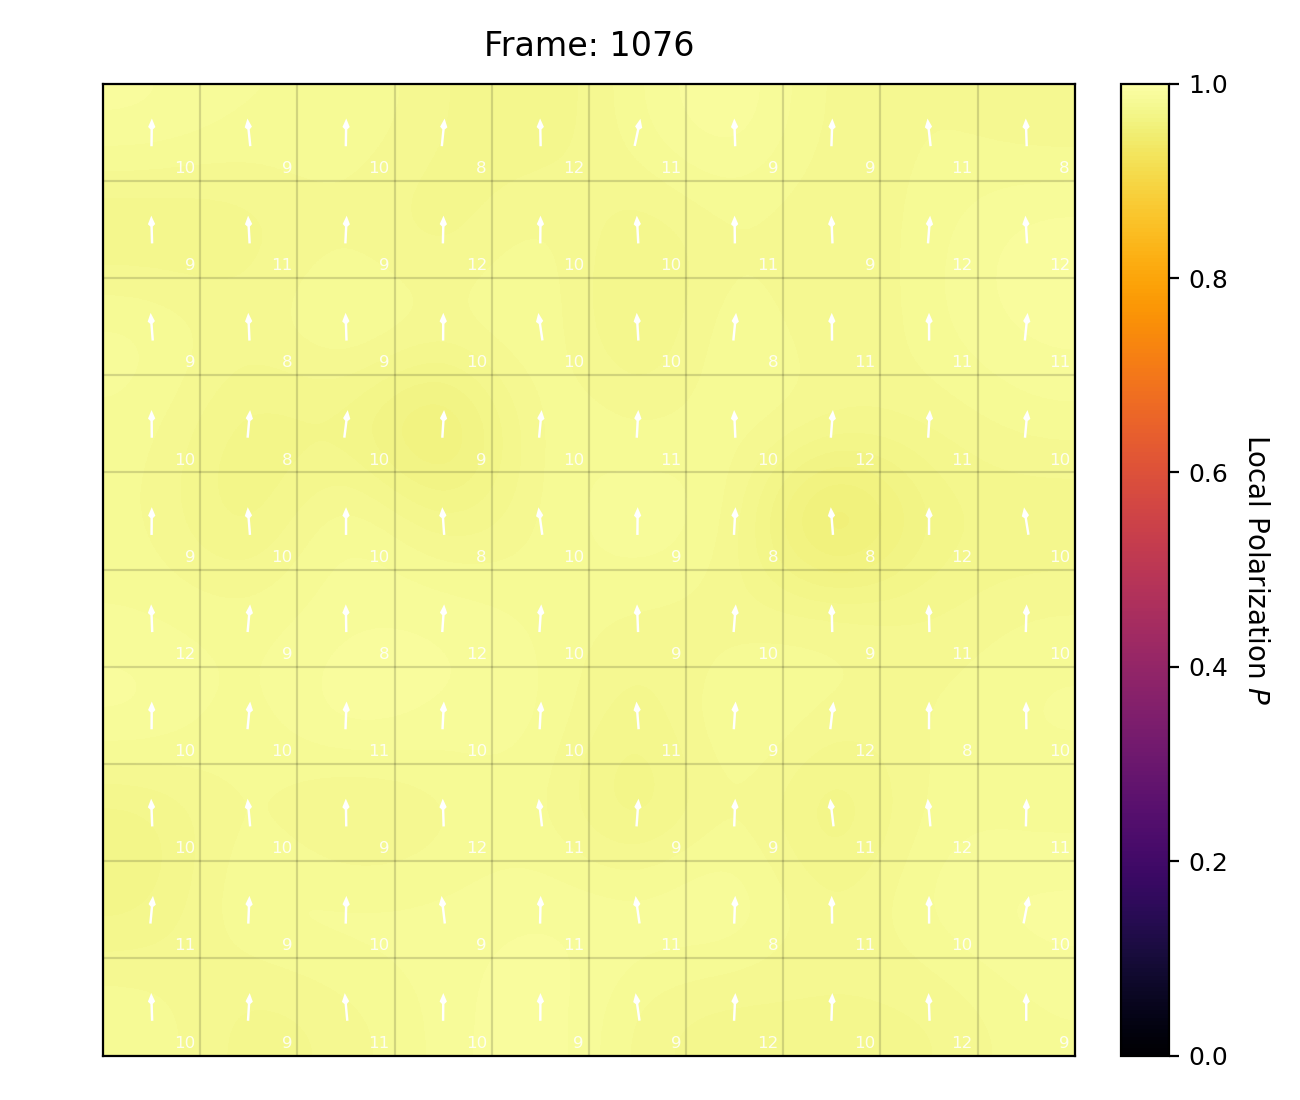 Frame: 1076
10 9 10 8 12 11 9 9 11 8
9 11 9 12 10 10 11 9 12 12
9 8 9 10 10 10 8 11 11 11
10 8 10 9 10 11 10 12 11 10
9 10 10 8 10 9 8 8 12 10
12 9 8 12 10 9 10 9 11 10
10 10 11 10 10 11 9 12 8 10
10 10 9 12 11 9 9 11 12 11
11 9 10 9 11 11 8 11 10 10
10 9 11 10 9 9 12 10 12 9
1.0
0.8
0.6
0.4
0.2
0.0
Local Polarization P